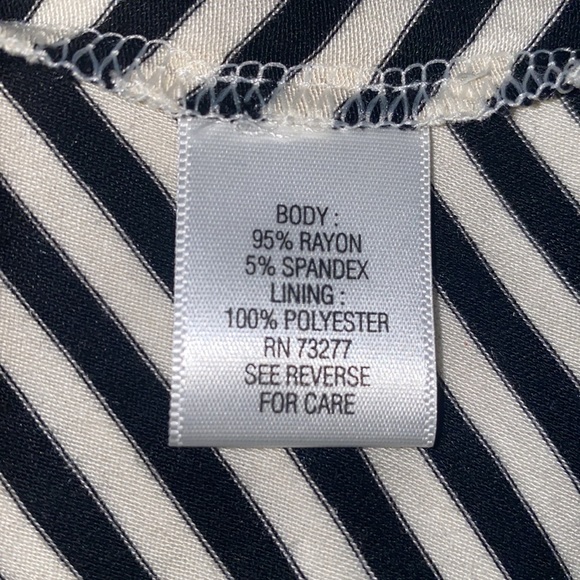 BODY :
95% RAYON
5% SPANDEX
LINING :
100% POLYESTER
RN 73277
SEE REVERSE
FOR CARE